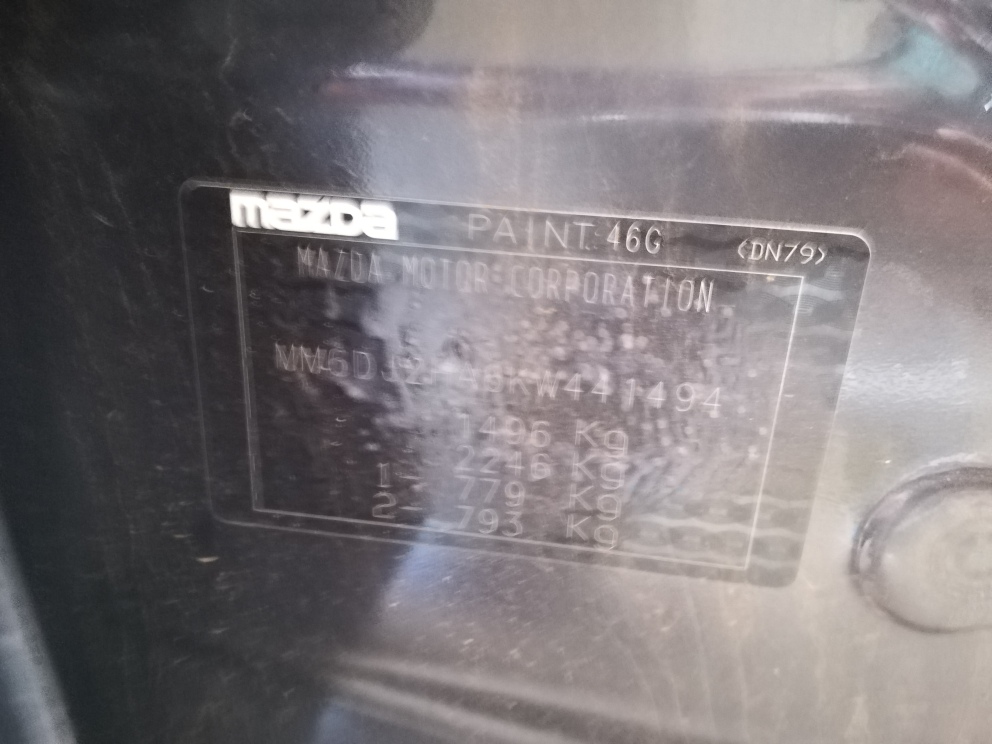 mazda PAINT 46G <DN79>
MAZDA MOTOR CORPORATION
1496 Kg
2246 Kg
1- 779 Kg
2- 793 Kg